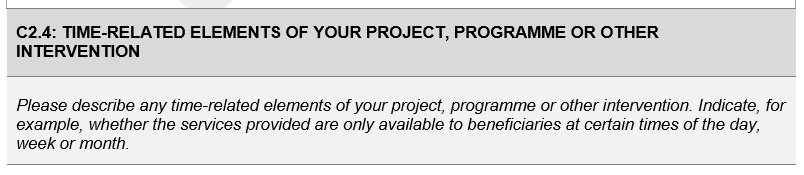 C2.4: TIME-RELATED ELEMENTS OF YOUR PROJECT, PROGRAMME OR OTHER
INTERVENTION
Please describe any time-related elements of your project, programme or other intervention. Indicate, for
example, whether the services provided are only available to beneficiaries at certain times of the day,
week or month.